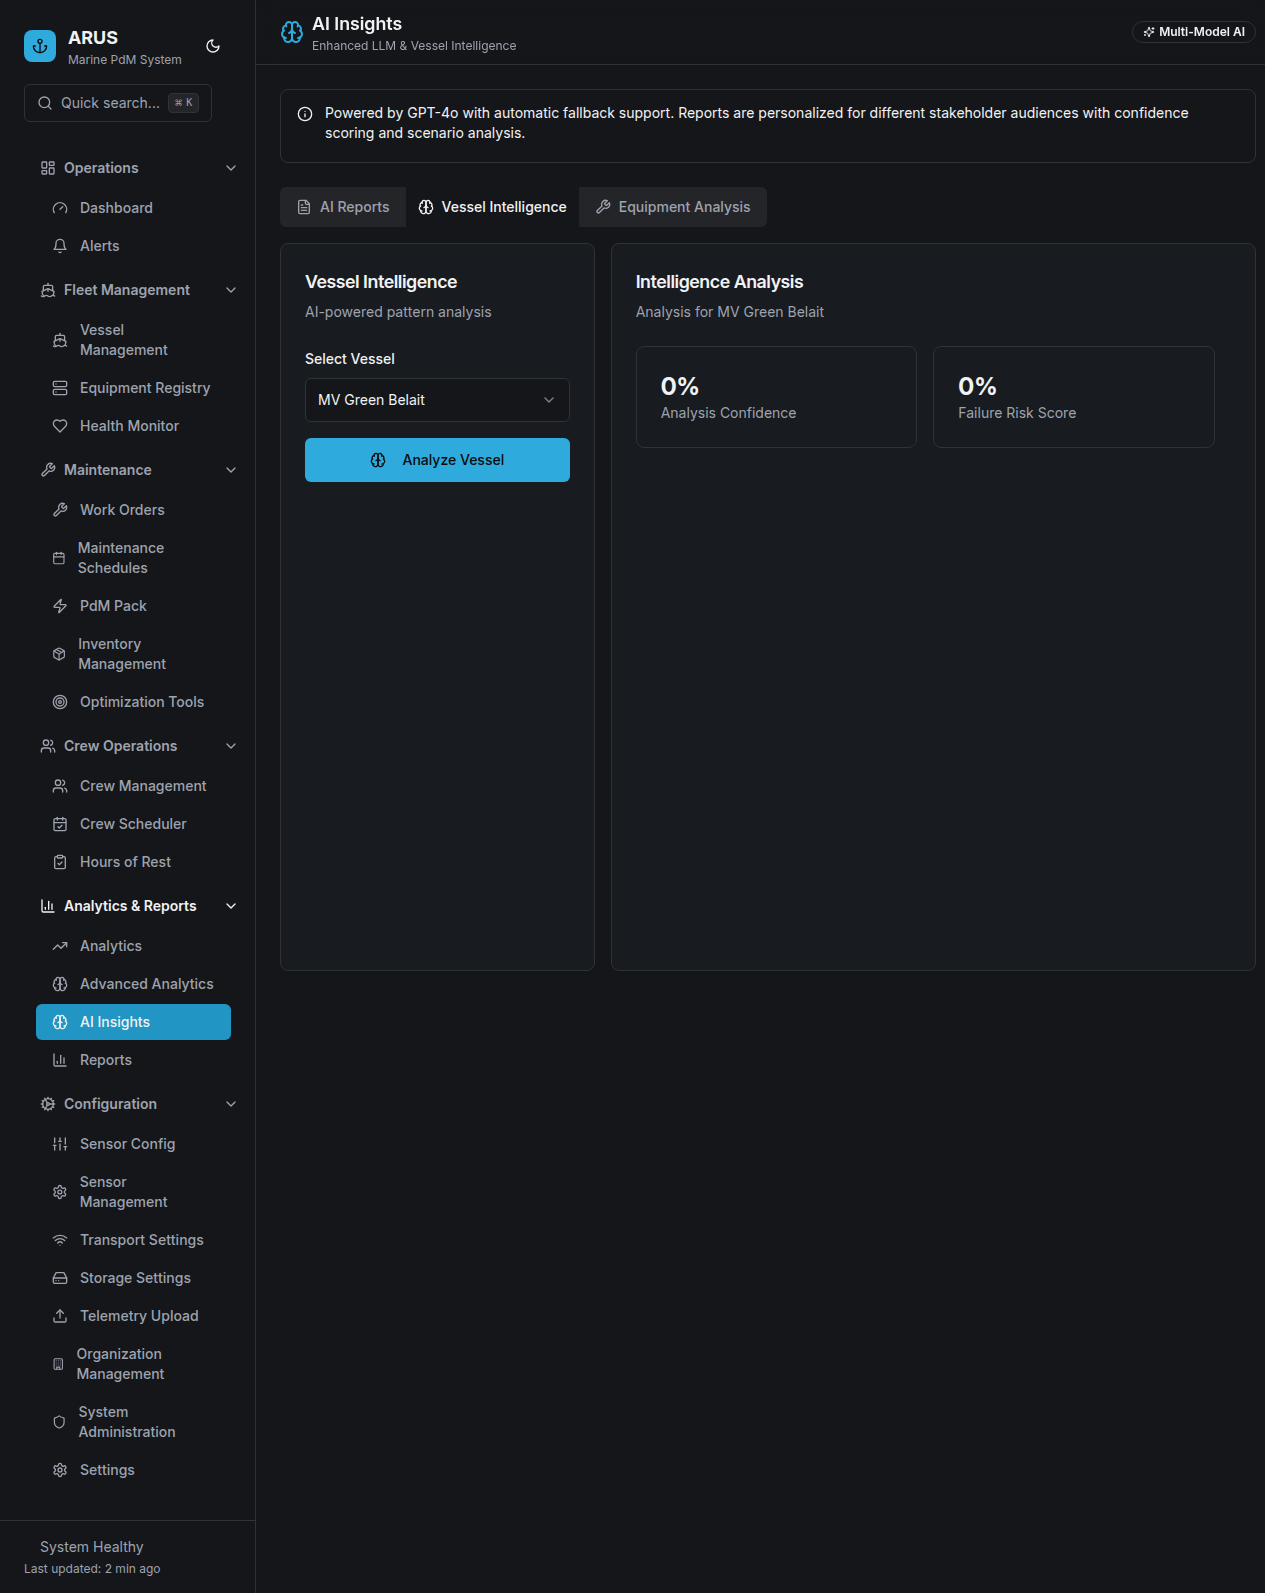 ARUS
Marine PdM System
Quick search...
⌘ K
Operations
Dashboard
Alerts
Fleet Management
Vessel
Management
Equipment Registry
Health Monitor
Maintenance
Work Orders
Maintenance
Schedules
PdM Pack
Inventory
Management
Optimization Tools
Crew Operations
Crew Management
Crew Scheduler
Hours of Rest
Analytics & Reports
Analytics
Advanced Analytics
AI Insights
Reports
Configuration
Sensor Config
Sensor
Management
Transport Settings
Storage Settings
Telemetry Upload
Organization
Management
System
Administration
Settings
System Healthy
Last updated: 2 min ago
AI Insights
Enhanced LLM & Vessel Intelligence
Multi-Model AI
Powered by GPT-4o with automatic fallback support. Reports are personalized for different stakeholder audiences with confidence
scoring and scenario analysis.
AI Reports
Vessel Intelligence
Equipment Analysis
Vessel Intelligence
AI-powered pattern analysis
Select Vessel
MV Green Belait
Analyze Vessel
Intelligence Analysis
Analysis for MV Green Belait
0%
Analysis Confidence
0%
Failure Risk Score